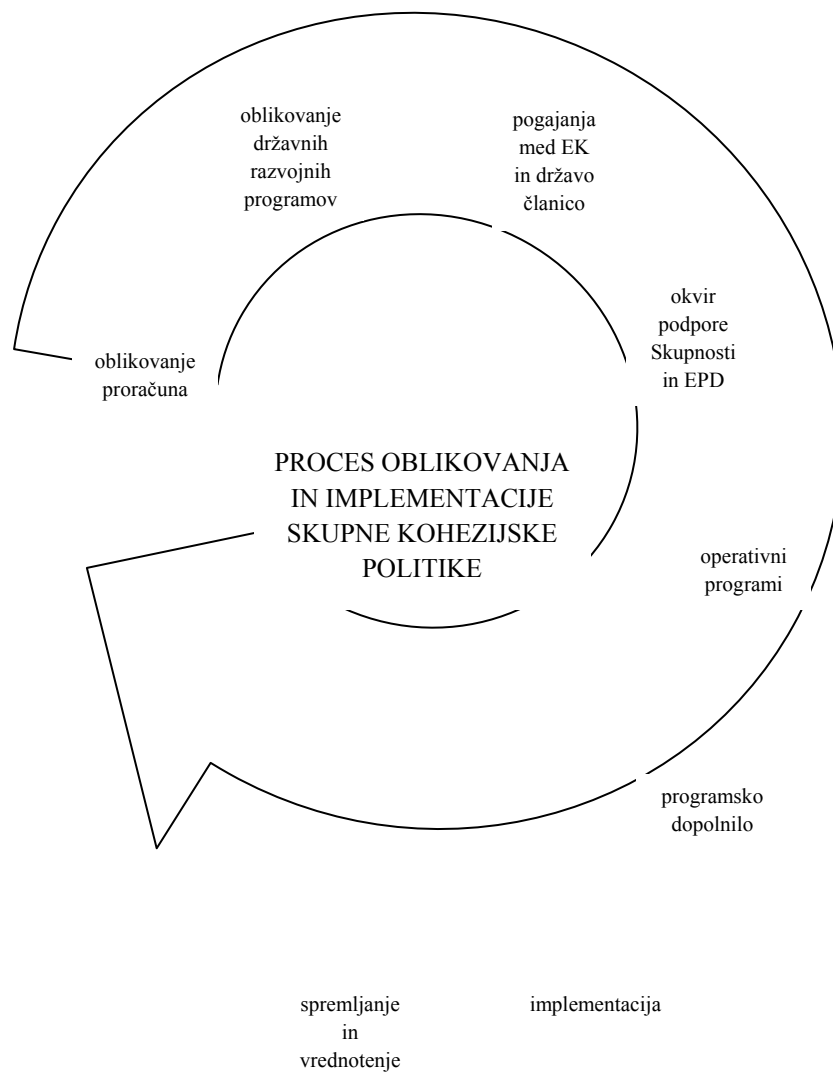 oblikovanje
državnih
razvojnih
programov
pogajanja
med EK
in državo
članico
okvir
podpore
Skupnosti
in EPD
oblikovanje
proračuna
PROCES OBLIKOVANJA
IN IMPLEMENTACIJE
SKUPNE KOHEZIJSKE
POLITIKE
operativni
programi
programsko
dopolnilo
spremljanje
in
vrednotenje
implementacija